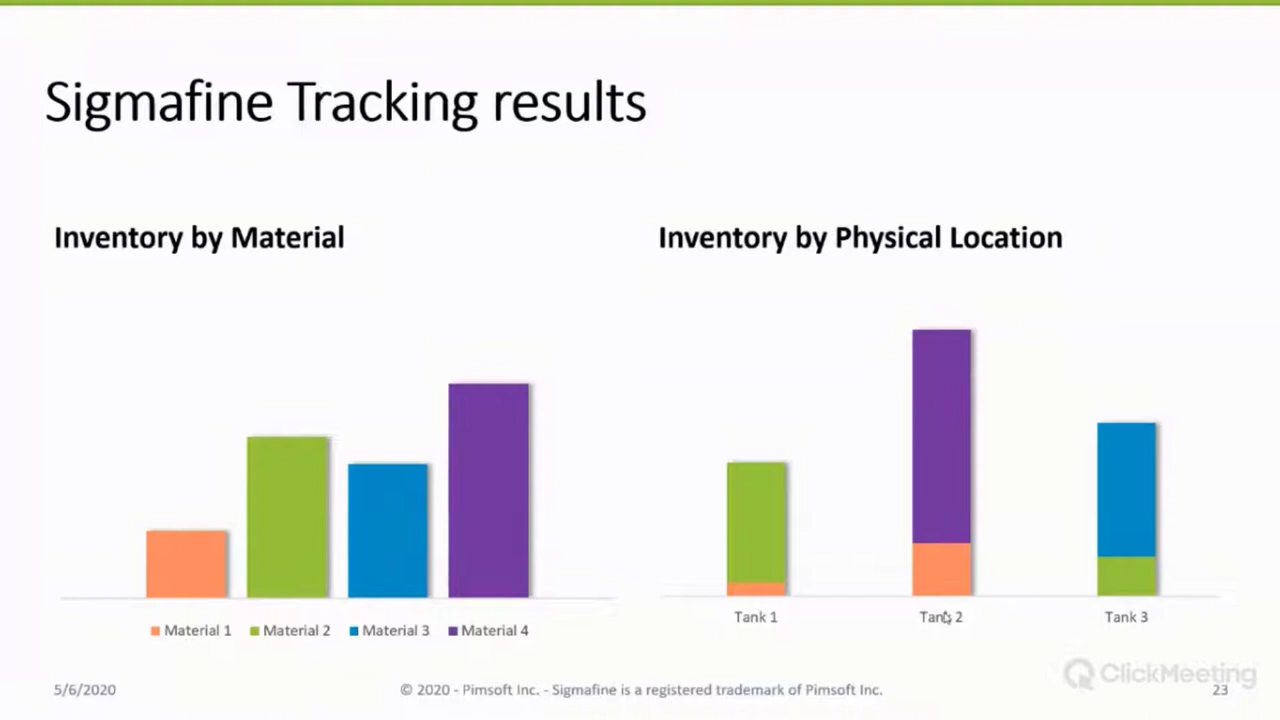 Sigmafine Tracking results
Inventory by Material
Inventory by Physical Location
Tank 1
Tank 2
Tank 3
Material 1
Material 2
Material 3
Material 4
ClickMeeting
5/6/2020
© 2020 - Pimsoft Inc. - Sigmafine is a registered trademark of Pimsoft Inc.
23